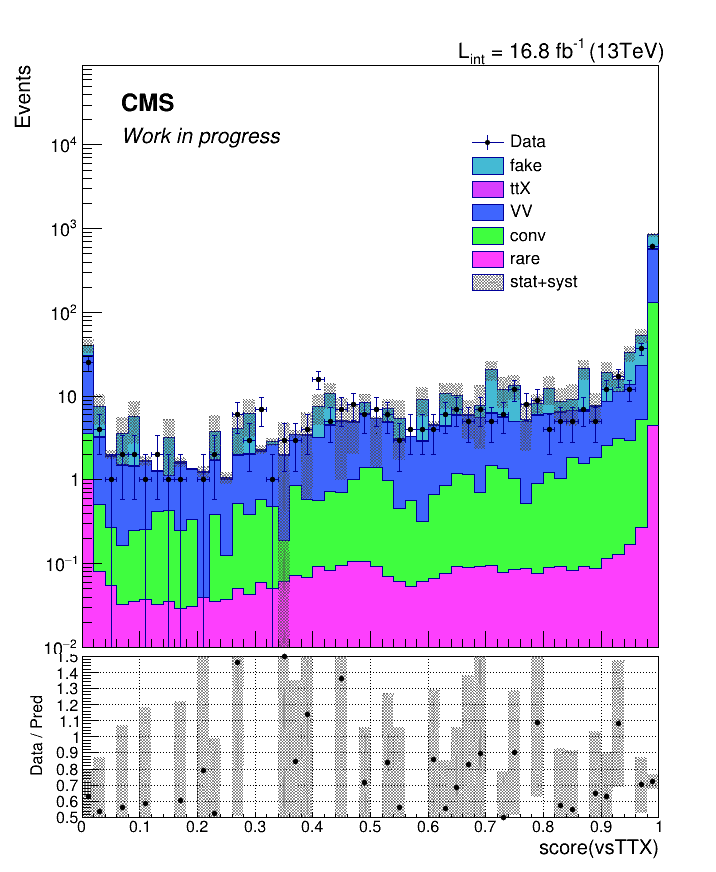 L_int = 16.8 fb^-1 (13TeV)
Events
CMS
Work in progress
Data
fake
ttX
VV
conv
rare
stat+syst
10^4
10^3
10^2
10
1
10^−1
10^−2
1.5
1.4
1.3
1.2
1.1
1
0.9
0.8
0.7
0.6
0.5
Data / Pred
0 0.1 0.2 0.3 0.4 0.5 0.6 0.7 0.8 0.9 1
score(vsTTX)